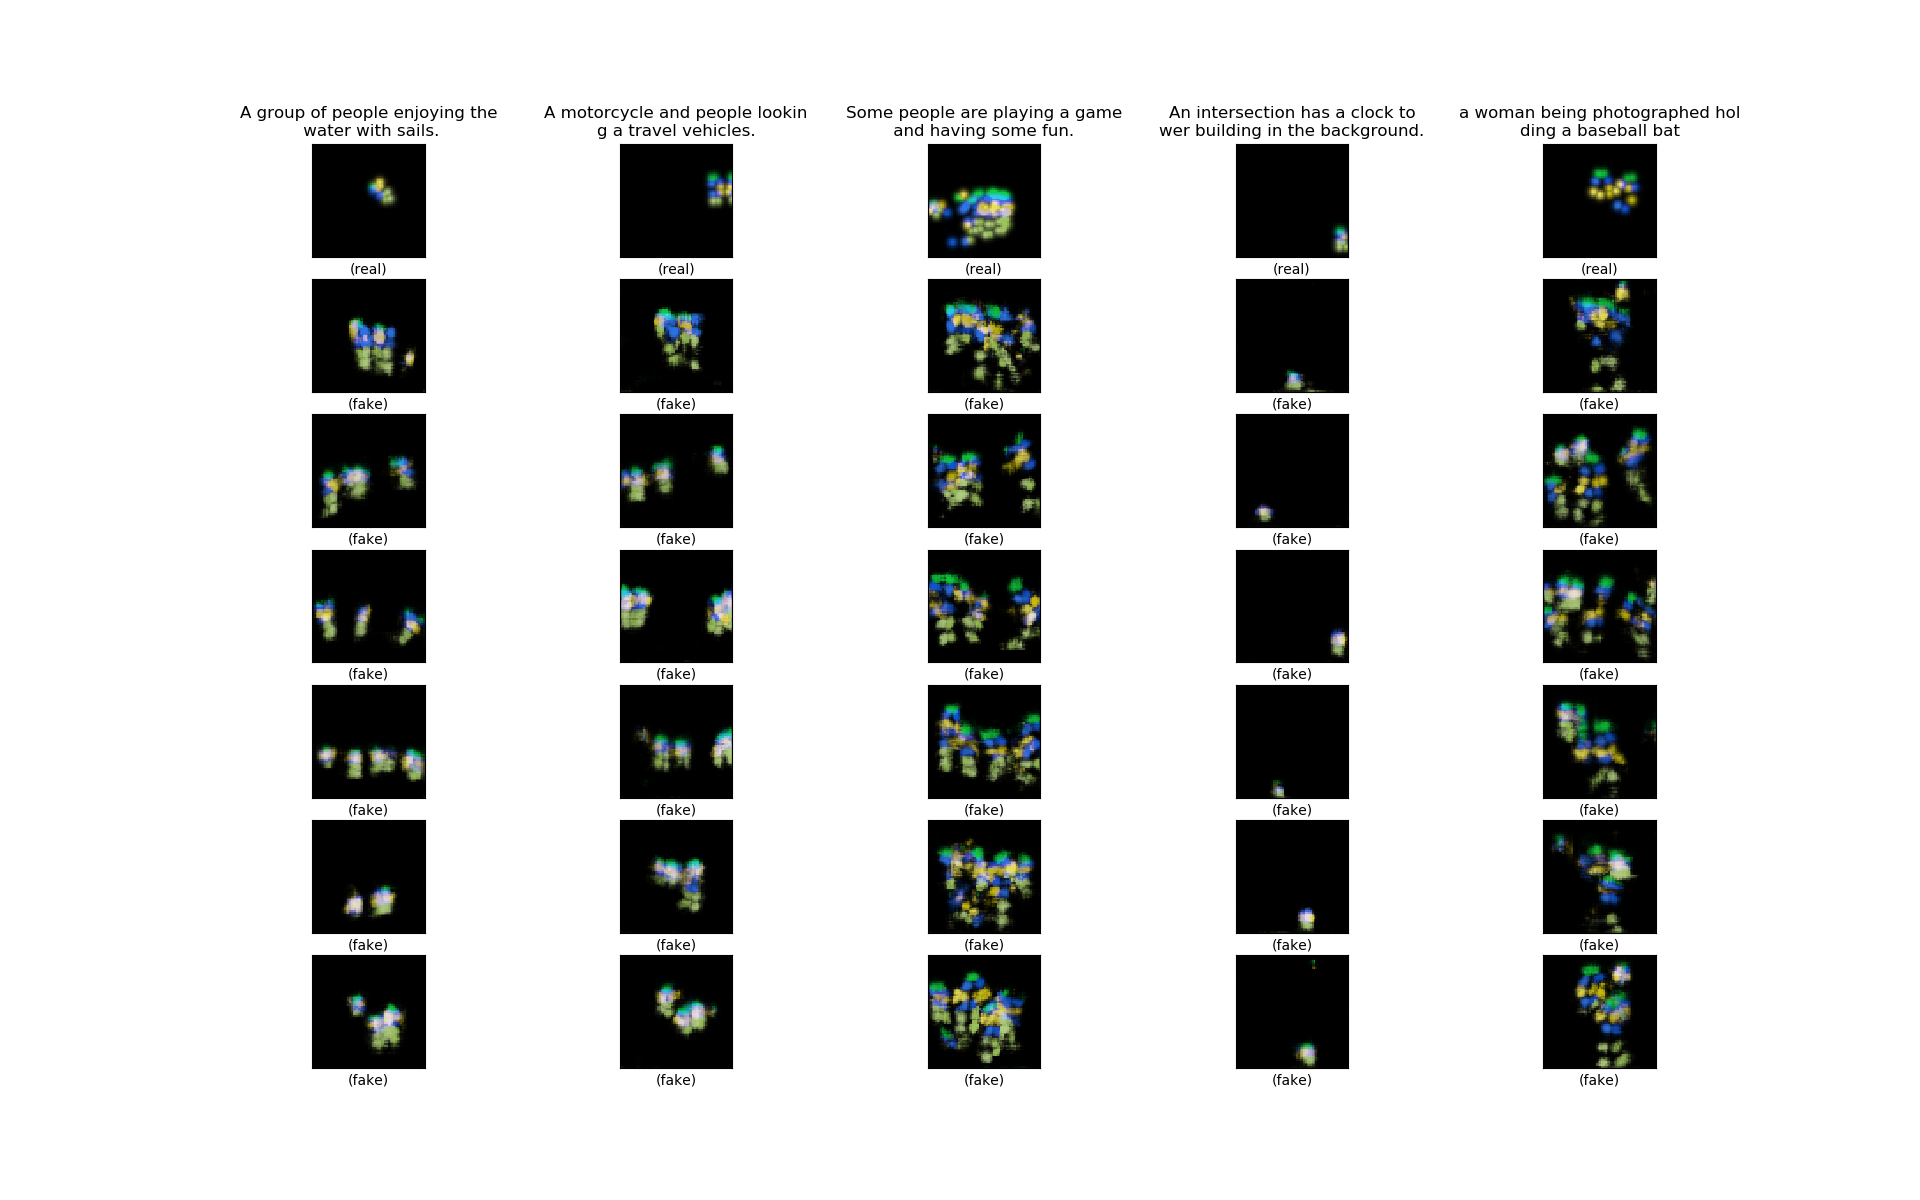 A group of people enjoying the
water with sails.
A motorcycle and people lookin
g a travel vehicles.
Some people are playing a game
and having some fun.
An intersection has a clock to
wer building in the background.
a woman being photographed hol
ding a baseball bat
(real) (real) (real) (real) (real)
(fake) (fake) (fake) (fake) (fake)
(fake) (fake) (fake) (fake) (fake)
(fake) (fake) (fake) (fake) (fake)
(fake) (fake) (fake) (fake) (fake)
(fake) (fake) (fake) (fake) (fake)
(fake) (fake) (fake) (fake) (fake)